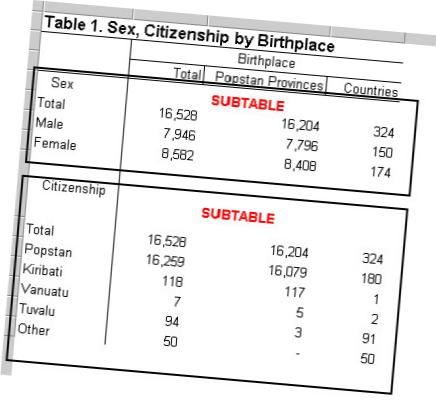 Table 1. Sex, Citizenship by Birthplace
Birthplace
Total Popstan Provinces Countries
Sex
SUBTABLE
Total 16,528 16,204 324
Male 7,946 7,796 150
Female 8,582 8,408 174
Citizenship
SUBTABLE
Total 16,528 16,204 324
Popstan 16,259 16,079 180
Kiribati 118 117 1
Vanuatu 7 5 2
Tuvalu 94 3 91
Other 50 - 50